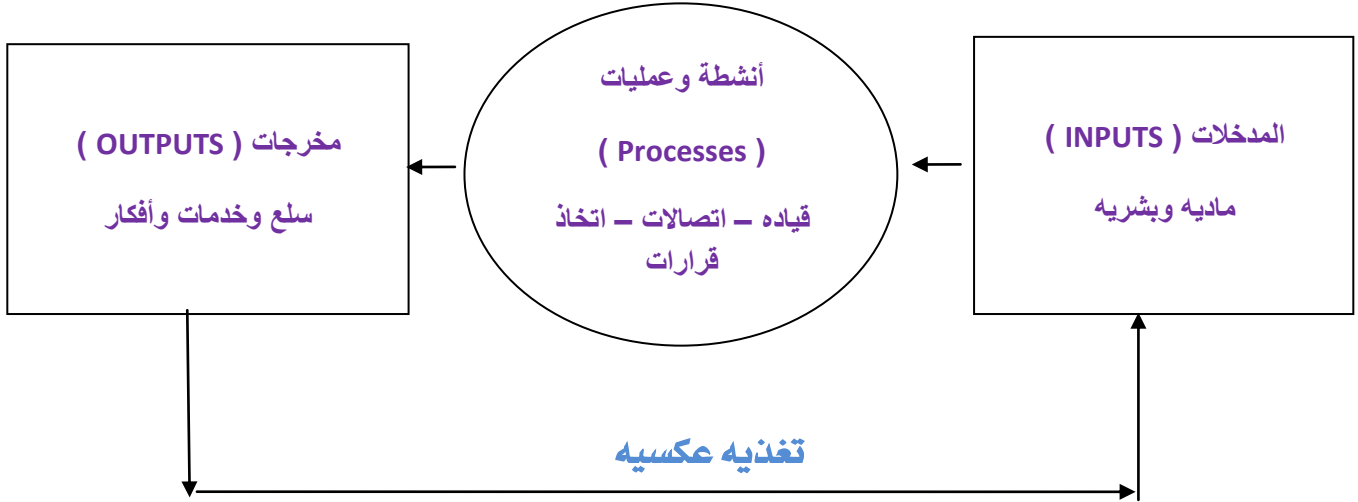 المدخلات ( INPUTS )
ماديه وبشريه
أنشطة وعمليات
( Processes )
قياده – اتصالات – اتخاذ
قرارات
مخرجات ( OUTPUTS )
سلع وخدمات وأفكار
تغذيه عكسيه